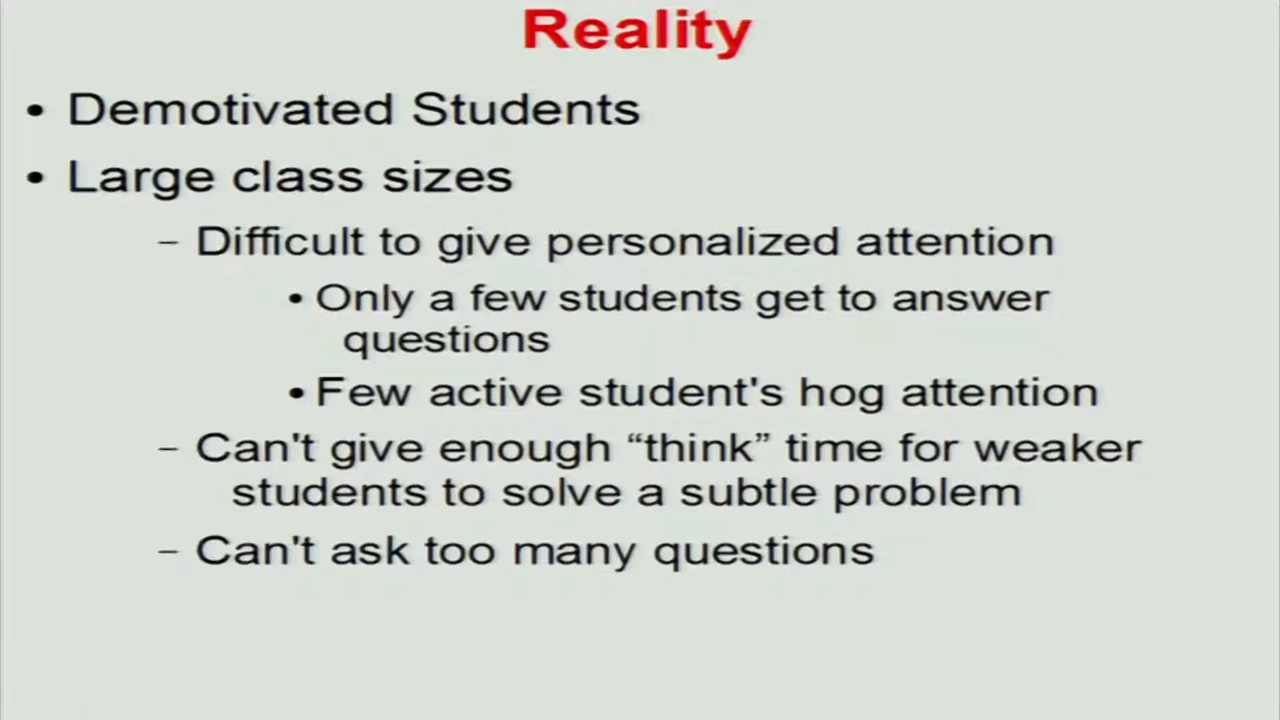 Reality
• Demotivated Students
• Large class sizes
– Difficult to give personalized attention
• Only a few students get to answer
questions
• Few active student's hog attention
– Can't give enough “think” time for weaker
students to solve a subtle problem
– Can't ask too many questions